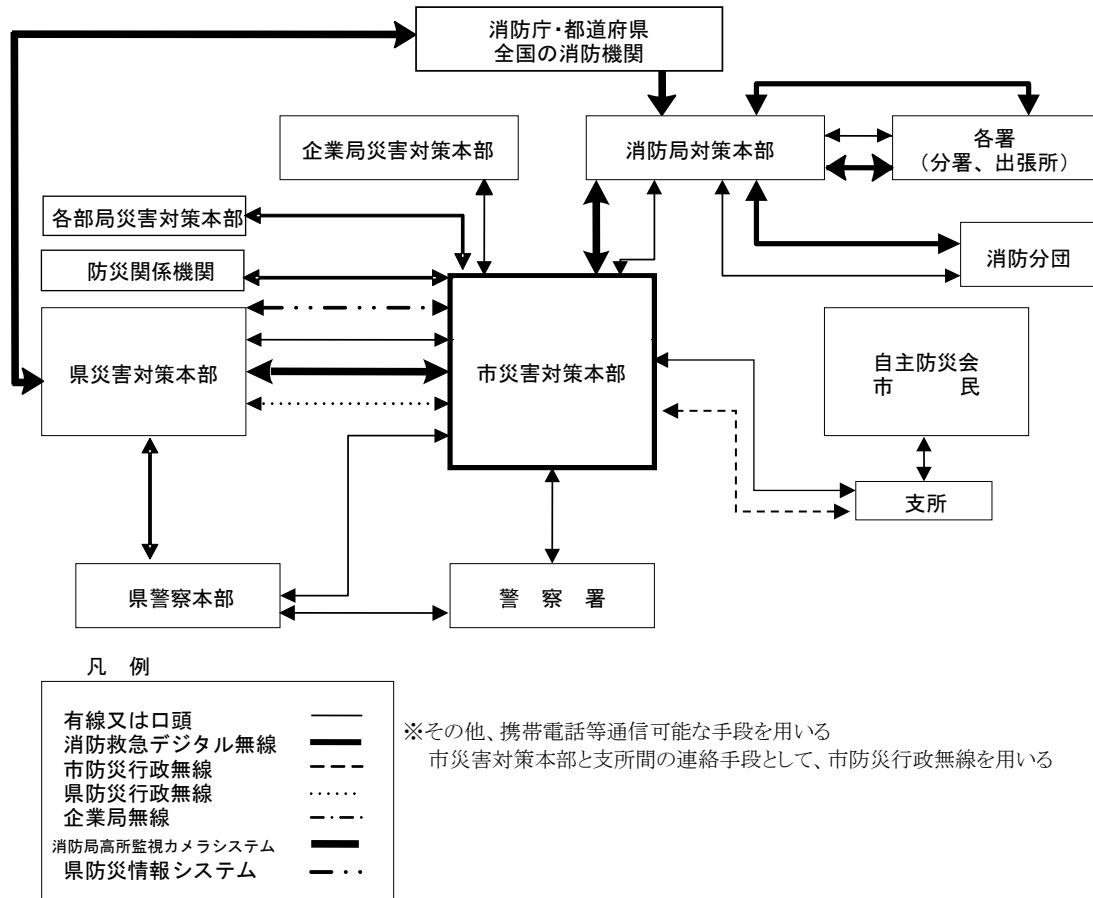 消防庁・都道府県
全国の消防機関
企業局災害対策本部
消防局対策本部
各署
（分署、出張所）
各部局災害対策本部
消防分団
防災関係機関
県災害対策本部
市災害対策本部
自主防災会
市　　　民
支所
県警察本部
警　察　署
凡　例
有線又は口頭
消防救急デジタル無線
市防災行政無線
県防災行政無線
企業局無線
消防局高所監視カメラシステム
県防災情報システム
※その他、携帯電話等通信可能な手段を用いる
市災害対策本部と支所間の連絡手段として、市防災行政無線を用いる